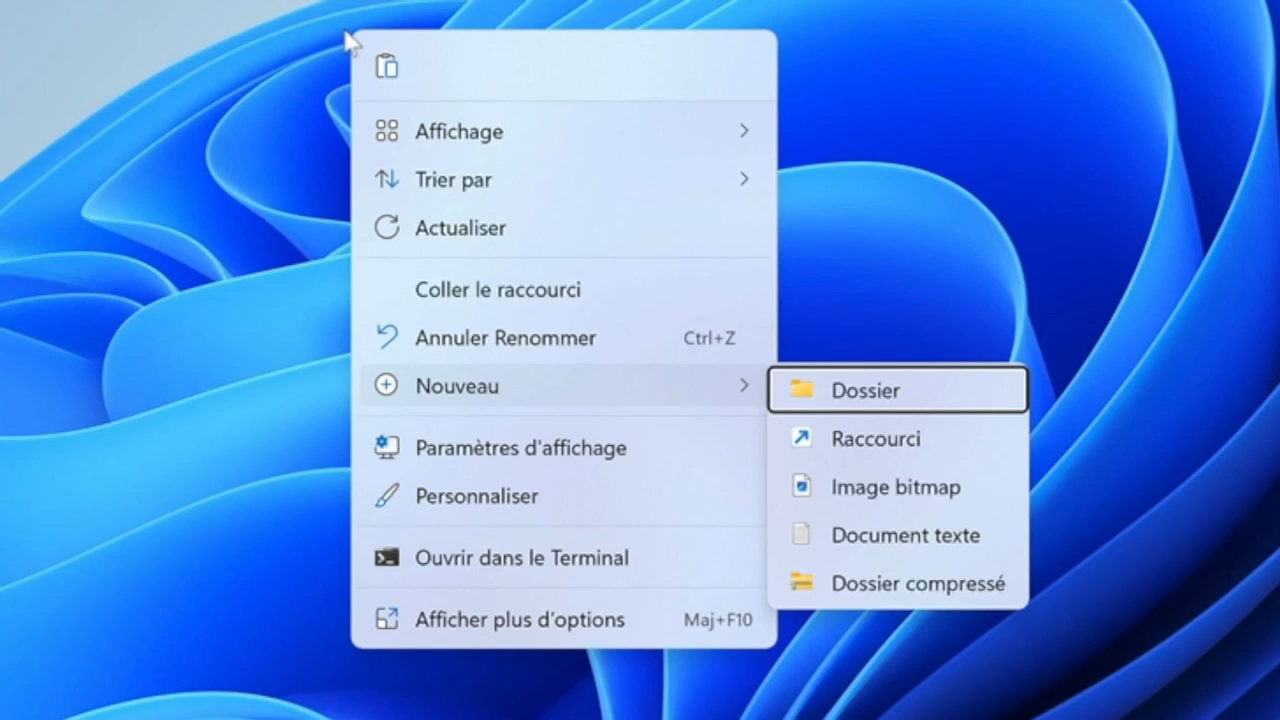 Affichage
Trier par
Actualiser
Coller le raccourci
Annuler Renommer Ctrl+Z
Nouveau
Dossier
Raccourci
Image bitmap
Document texte
Dossier compressé
Paramètres d'affichage
Personnaliser
Ouvrir dans le Terminal
Afficher plus d'options Maj+F10